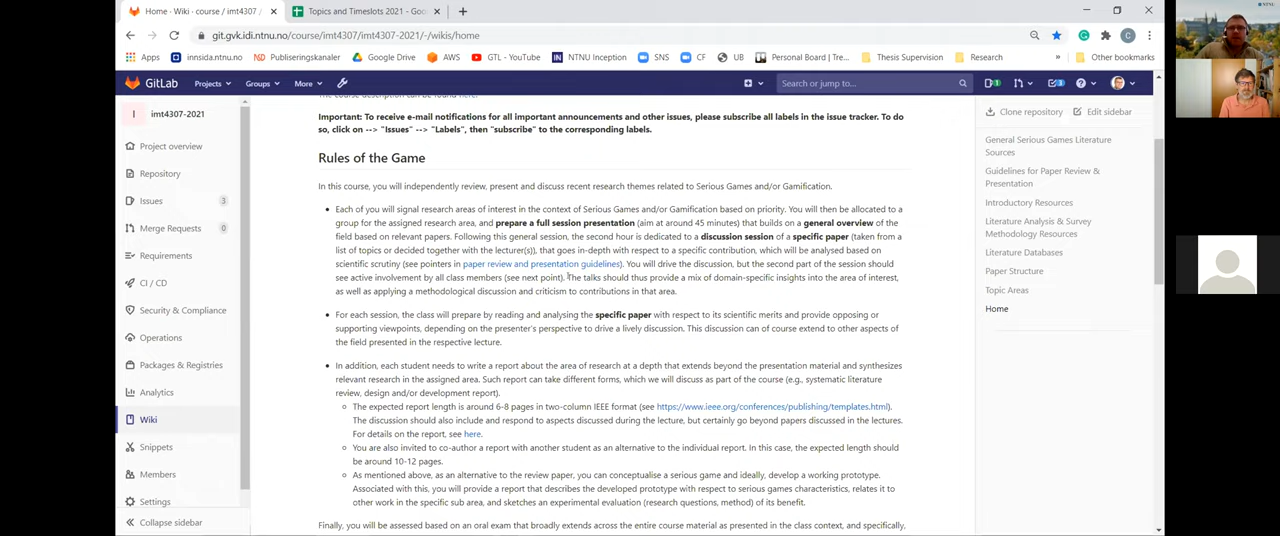 Home · Wiki · course / imt4307-2
Topics and Timeslots 2021 - Goo
git.gvk.idi.ntnu.no/course/imt4307/imt4307-2021/-/wikis/home
C
Apps
innsida.ntnu.no
Publiseringskanaler
Google Drive
AWS
GTL - YouTube
NTNU Inception
SNS
CF
UB
Personal Board | Tre...
Thesis Supervision
Research
»
Other bookmarks
GitLab
Projects
Groups
More
Search or jump to...
1
3
I
imt4307-2021
Project overview
Repository
Issues
3
Merge Requests
0
Requirements
CI / CD
Security & Compliance
Operations
Packages & Registries
Analytics
Wiki
Snippets
Members
Settings
Collapse sidebar
The course description can be found here.
Important: To receive e-mail notifications for all important announcements and other issues, please subscribe all labels in the issue tracker. To do
so, click on --> "Issues" --> "Labels", then "subscribe" to the corresponding labels.
Rules of the Game
In this course, you will independently review, present and discuss recent research themes related to Serious Games and/or Gamification.
• Each of you will signal research areas of interest in the context of Serious Games and/or Gamification based on priority. You will then be allocated to a
group for the assigned research area, and prepare a full session presentation (aim at around 45 minutes) that builds on a general overview of the
field based on relevant papers. Following this general session, the second hour is dedicated to a discussion session of a specific paper (taken from a
list of topics or decided together with the lecturer(s)), that goes in-depth with respect to a specific contribution, which will be analysed based on
scientific scrutiny (see pointers in paper review and presentation guidelines). You will drive the discussion, but the second part of the session should
see active involvement by all class members (see next point). The talks should thus provide a mix of domain-specific insights into the area of interest,
as well as applying a methodological discussion and criticism to contributions in that area.
• For each session, the class will prepare by reading and analysing the specific paper with respect to its scientific merits and provide opposing or
supporting viewpoints, depending on the presenter's perspective to drive a lively discussion. This discussion can of course extend to other aspects of
the field presented in the respective lecture.
• In addition, each student needs to write a report about the area of research at a depth that extends beyond the presentation material and synthesizes
relevant research in the assigned area. Such report can take different forms, which we will discuss as part of the course (e.g., systematic literature
review, design and/or development report).
The expected report length is around 6-8 pages in two-column IEEE format (see https://www.ieee.org/conferences/publishing/templates.html).
The discussion should also include and respond to aspects discussed during the lecture, but certainly go beyond papers discussed in the lectures.
For details on the report, see here.
You are also invited to co-author a report with another student as an alternative to the individual report. In this case, the expected length should
be around 10-12 pages.
As mentioned above, as an alternative to the review paper, you can conceptualise a serious game and ideally, develop a working prototype.
Associated with this, you will provide a report that describes the developed prototype with respect to serious games characteristics, relates it to
other work in the specific sub area, and sketches an experimental evaluation (research questions, method) of its benefit.
Finally, you will be assessed based on an oral exam that broadly extends across the entire course material as presented in the class context, and specifically,
Clone repository
Edit sidebar
General Serious Games Literature
Sources
Guidelines for Paper Review &
Presentation
Introductory Resources
Literature Analysis & Survey
Methodology Resources
Literature Databases
Paper Structure
Topic Areas
Home
NTNU